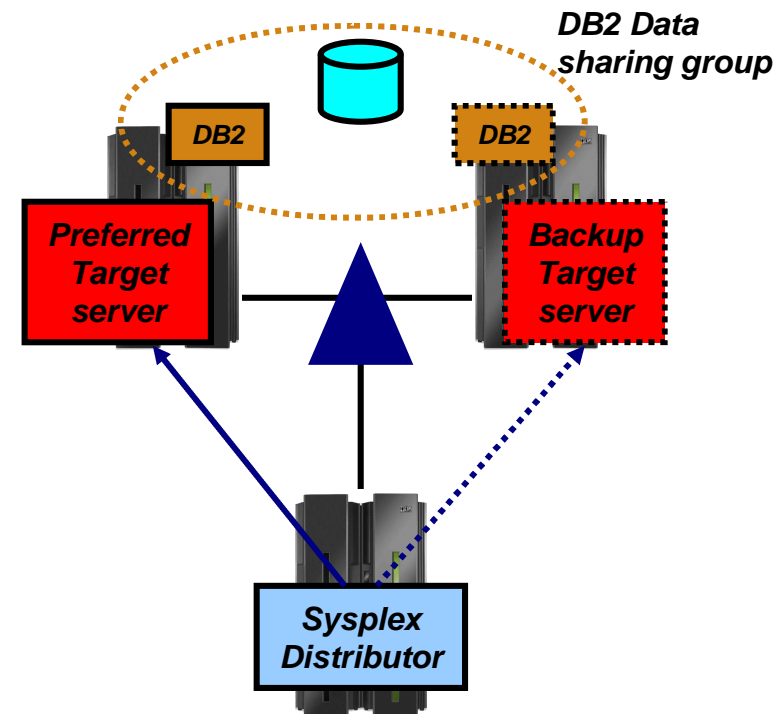 DB2 Data
sharing group
DB2
DB2
Preferred
Target
server
Backup
Target
server
Sysplex
Distributor